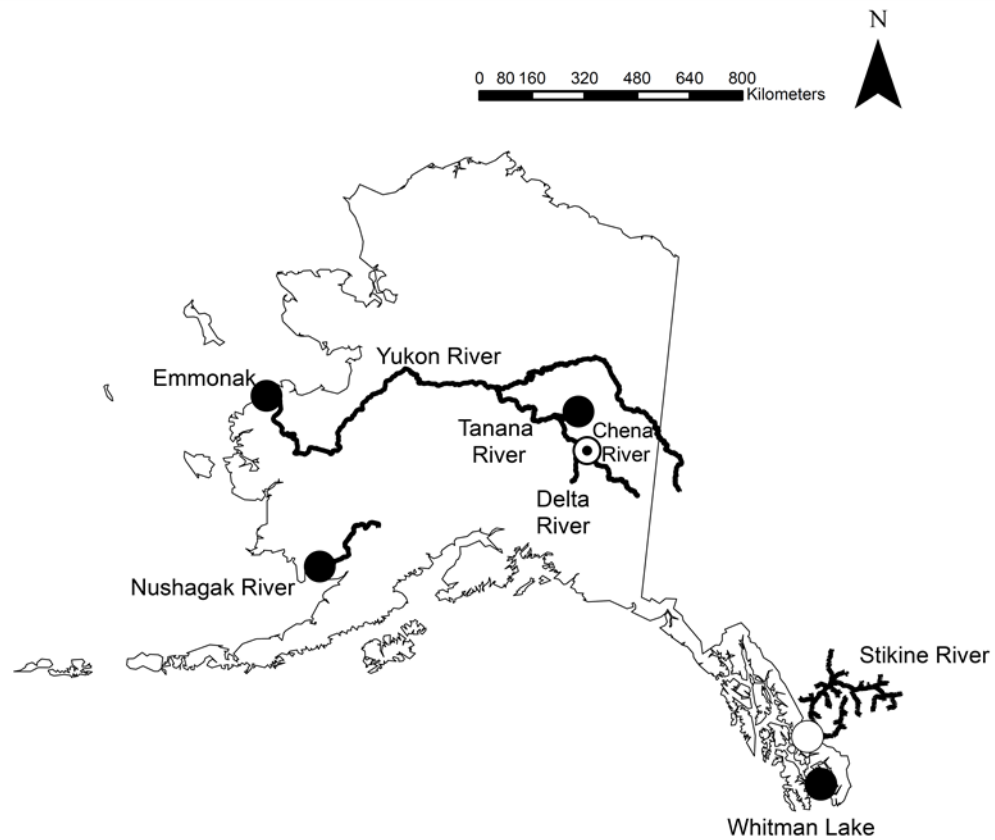 N
0 80 160 320 480 640 800
Kilometers
Yukon River
Emmonak
Tanana
River
Chena
River
Delta
River
Nushagak River
Stikine River
Whitman Lake